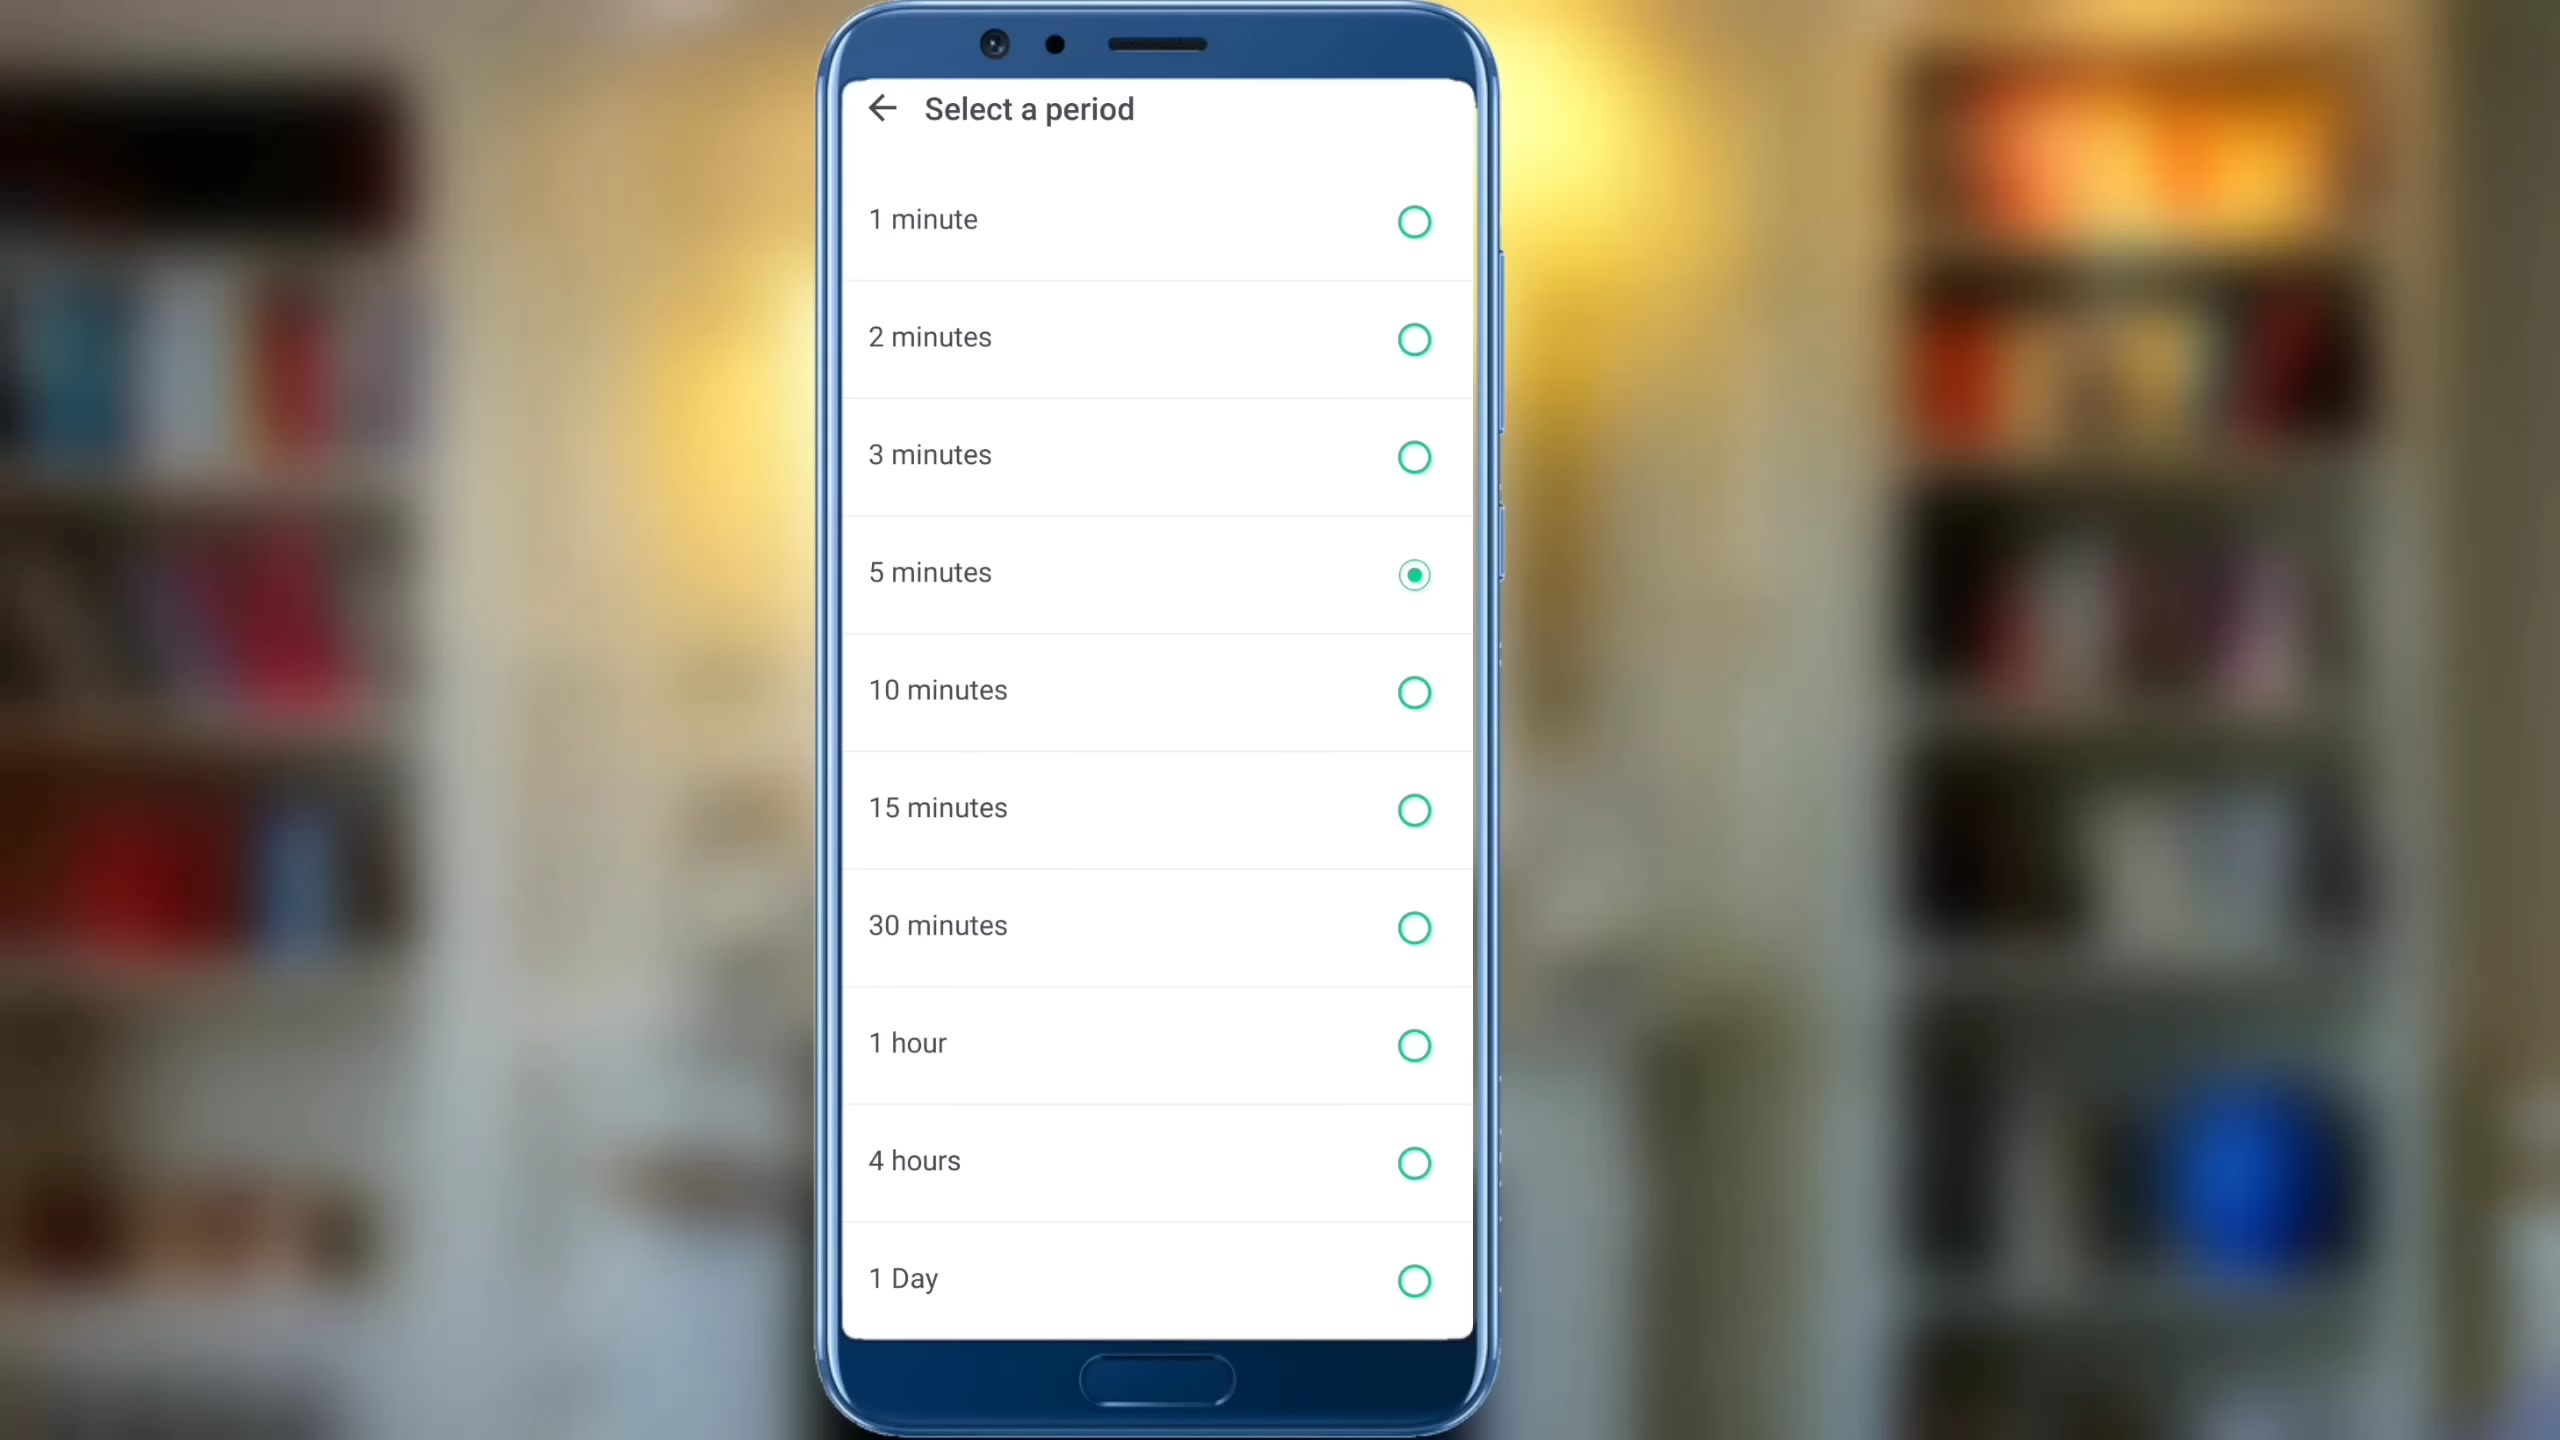 Select a period
1 minute
2 minutes
3 minutes
5 minutes
10 minutes
15 minutes
30 minutes
1 hour
4 hours
1 Day